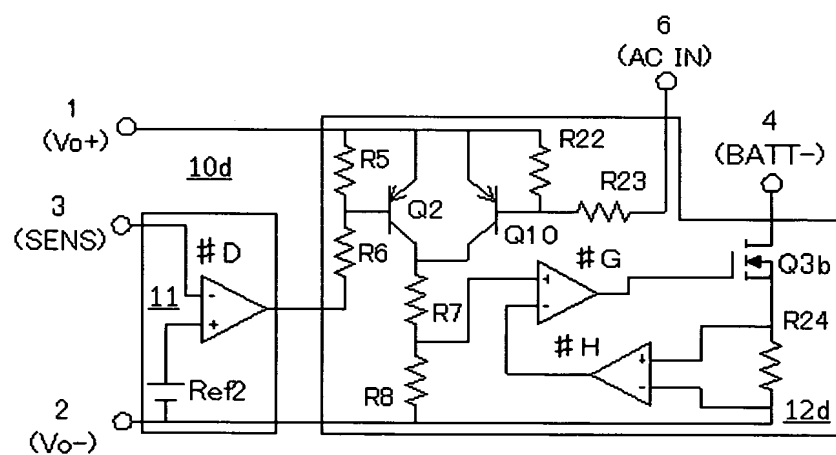 6
(AC IN)
1
(Vo+)
4
(BATT-)
10d
R5
R22
R23
3
(SENS)
Q2
Q10
#D
R6
#G
Q3b
11
-
+
R7
+
-
#H
R24
Ref2
R8
+
-
2
(Vo-)
12d